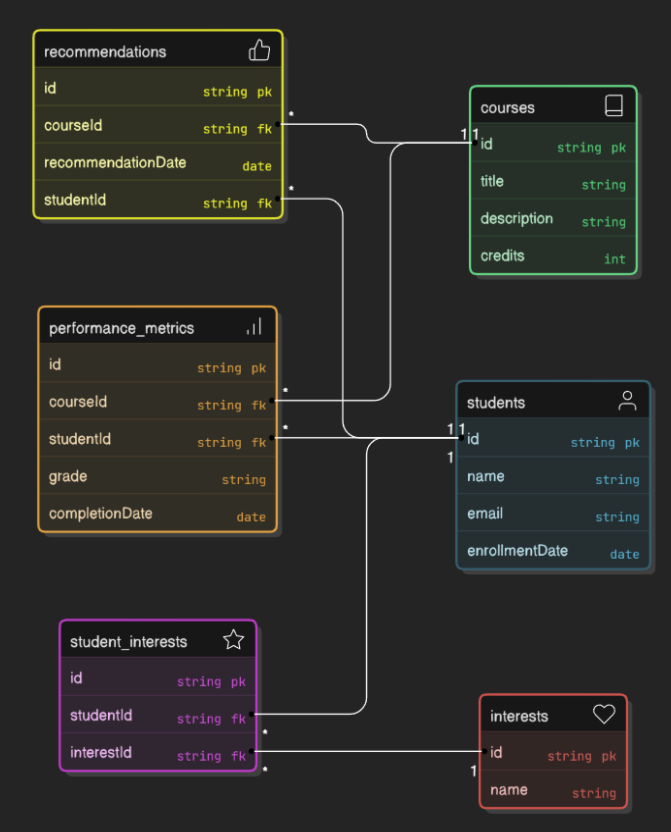 recommendations
id string pk
courseId string fk
recommendationDate date
studentId string fk
*
*
courses
1 1
id string pk
title string
description string
credits int
performance_metrics
id string pk
courseId string fk
studentId string fk
grade string
completionDate date
*
*
students
1 1
1
id string pk
name string
email string
enrollmentDate date
student_interests
id string pk
studentId string fk
interestId string fk
*
*
interests
id string pk
1
name string